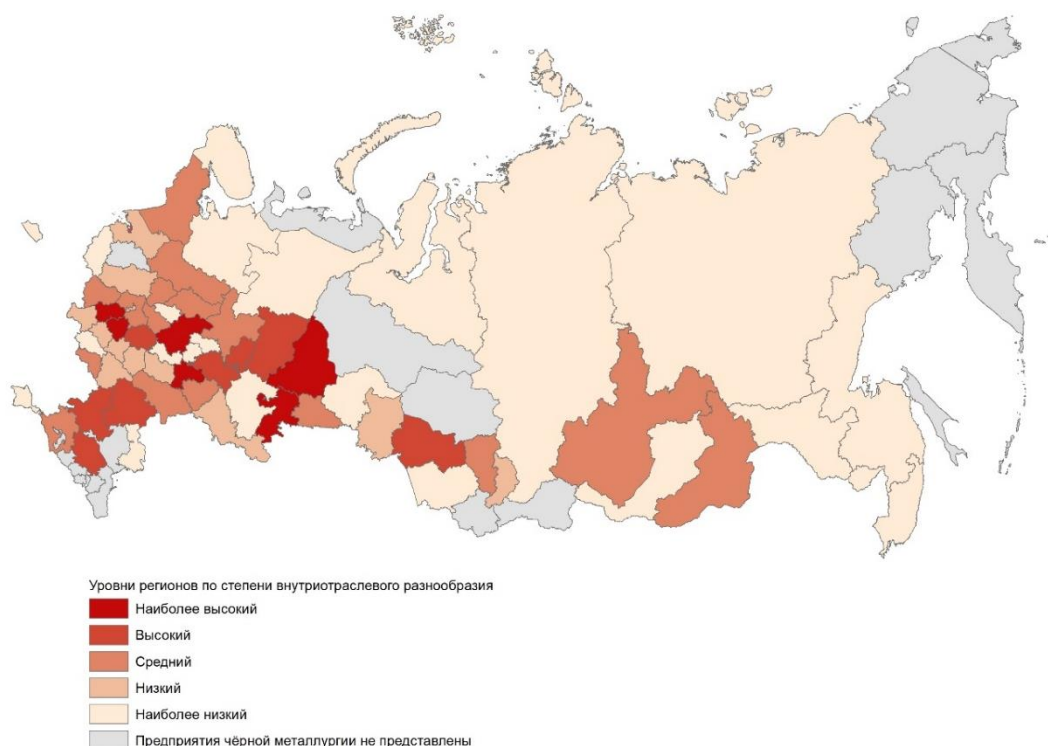 Уровни регионов по степени внутриотраслевого разнообразия
Наиболее высокий
Высокий
Средний
Низкий
Наиболее низкий
Предприятия чёрной металлургии не представлены